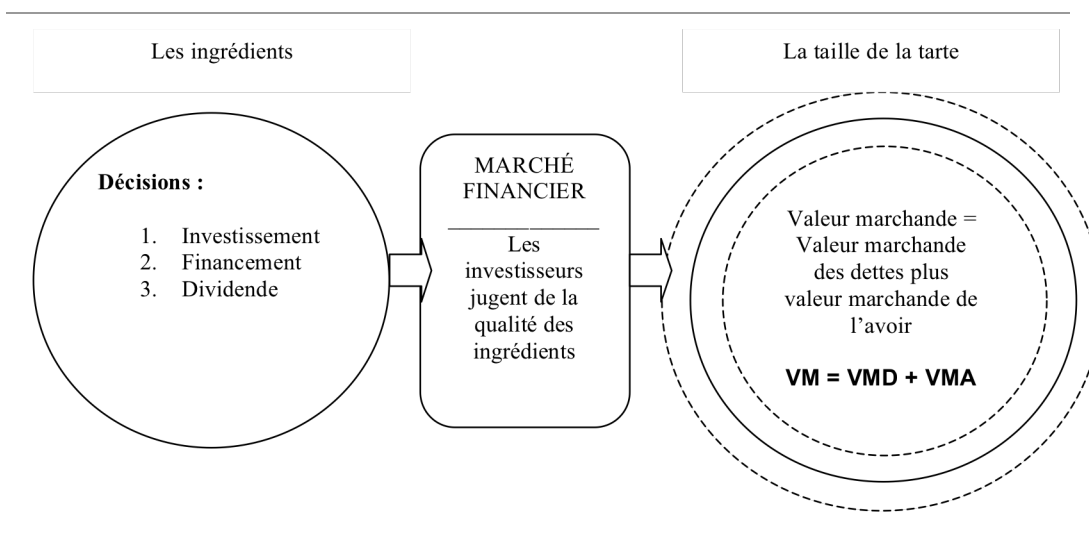 Les ingrédients
La taille de la tarte
Décisions :
1. Investissement
2. Financement
3. Dividende
MARCHÉ
FINANCIER
Les
investisseurs
jugent de la
qualité des
ingrédients
Valeur marchande =
Valeur marchande
des dettes plus
valeur marchande de
l’avoir
VM = VMD + VMA